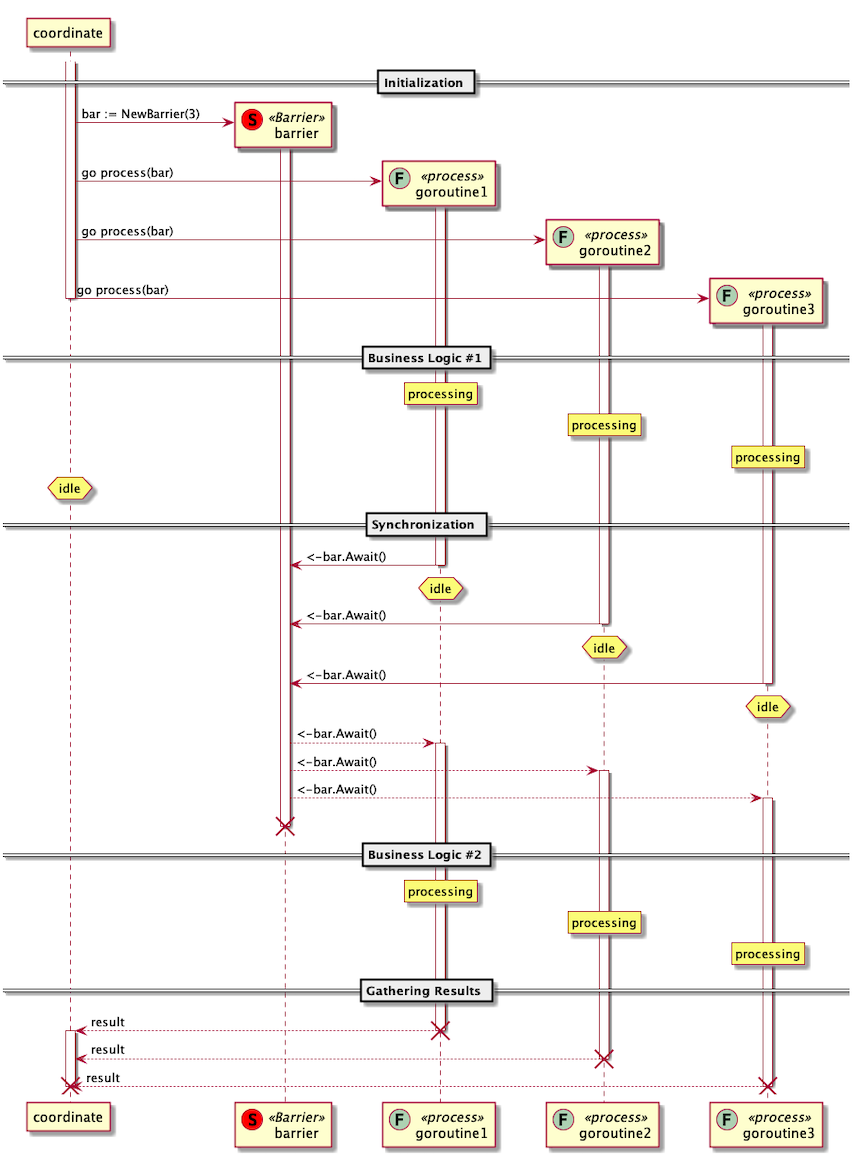 coordinate
Initialization
bar := NewBarrier(3)
S «Barrier»
barrier
go process(bar)
F «process»
goroutine1
go process(bar)
F «process»
goroutine2
go process(bar)
F «process»
goroutine3
Business Logic #1
processing
processing
processing
idle
Synchronization
<-bar.Await()
idle
<-bar.Await()
idle
<-bar.Await()
idle
<-bar.Await()
<-bar.Await()
<-bar.Await()
Business Logic #2
processing
processing
processing
Gathering Results
result
result
result
coordinate
S «Barrier»
barrier
F «process»
goroutine1
F «process»
goroutine2
F «process»
goroutine3